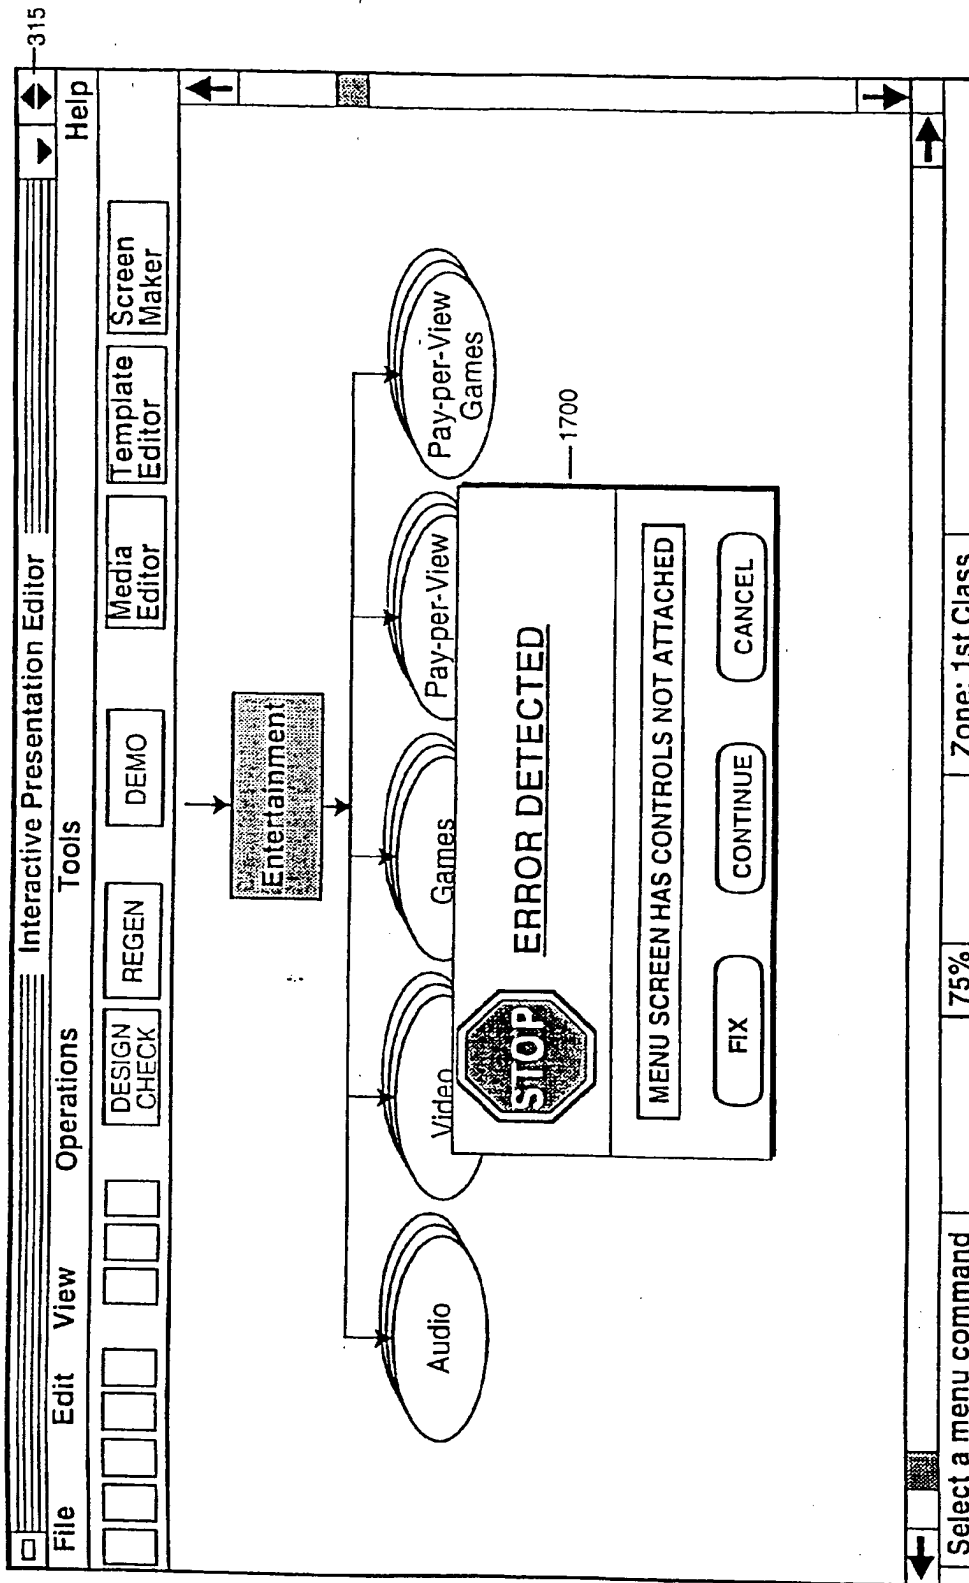 315
Interactive Presentation Editor
File Edit View Operations Tools Help
DESIGN
CHECK
REGEN
DEMO
Media
Editor
Template
Editor
Screen
Maker
Entertainment
Audio
Video
Games
Pay-per-View
Pay-per-View
Games
1700
STOP
ERROR DETECTED
MENU SCREEN HAS CONTROLS NOT ATTACHED
FIX
CONTINUE
CANCEL
Select a menu command
75%
Zone: 1st Class